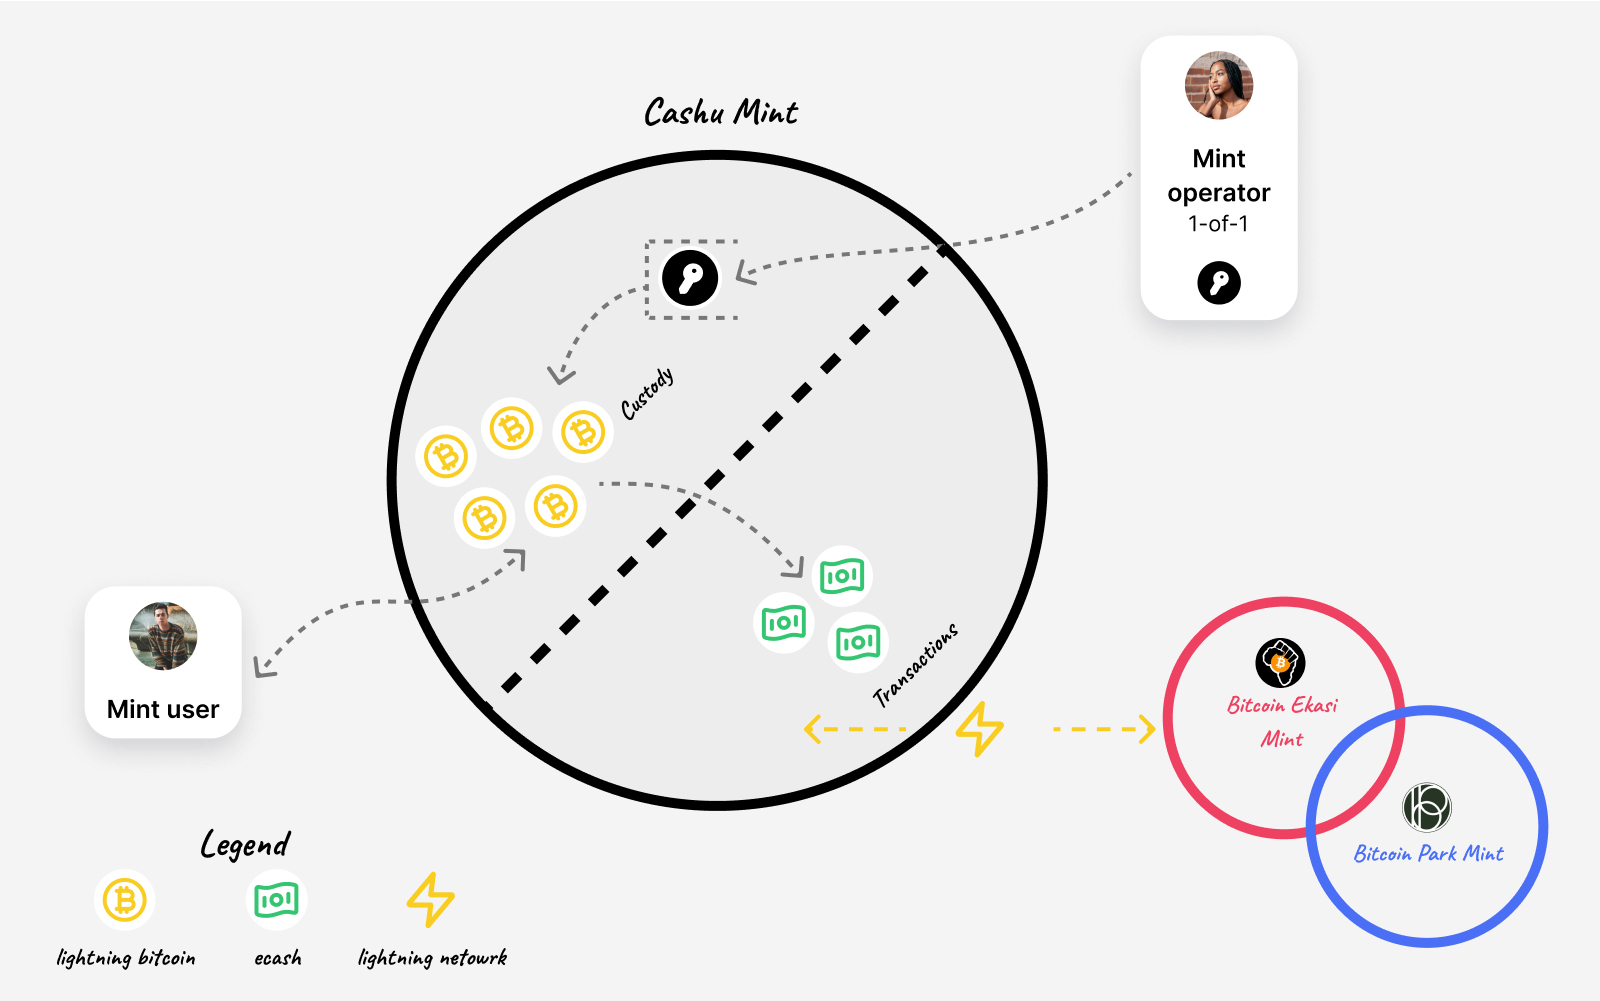 Cashu Mint
Mint
operator
1-of-1
Custody
Transactions
Mint user
Bitcoin Ekasi
Mint
Bitcoin Park Mint
Legend
lightning bitcoin
ecash
lightning netowrk